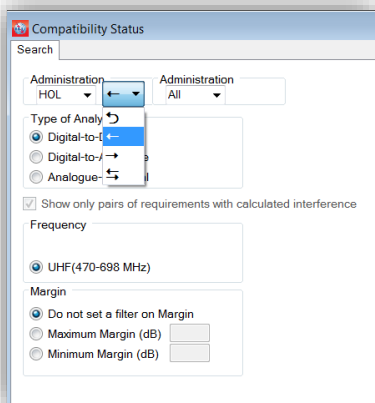 Compatibility Status
Search
Administration Administration
HOL ← All
↶
Type of Analy
←
Digital-to-D
→
Digital-to-A e
⇆
Analogue- l
Show only pairs of requirements with calculated interference
Frequency
UHF(470-698 MHz)
Margin
Do not set a filter on Margin
Maximum Margin (dB)
Minimum Margin (dB)